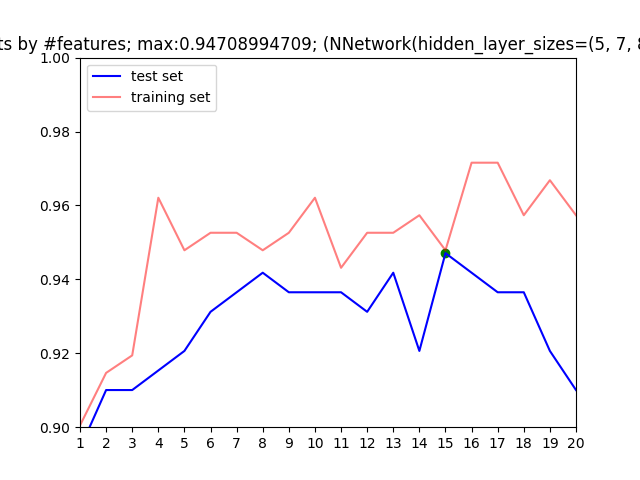 ts by #features; max:0.94708994709; (NNetwork(hidden_layer_sizes=(5, 7, 8
1.00
test set
training set
0.98
0.96
0.94
0.92
0.90
1 2 3 4 5 6 7 8 9 10 11 12 13 14 15 16 17 18 19 20